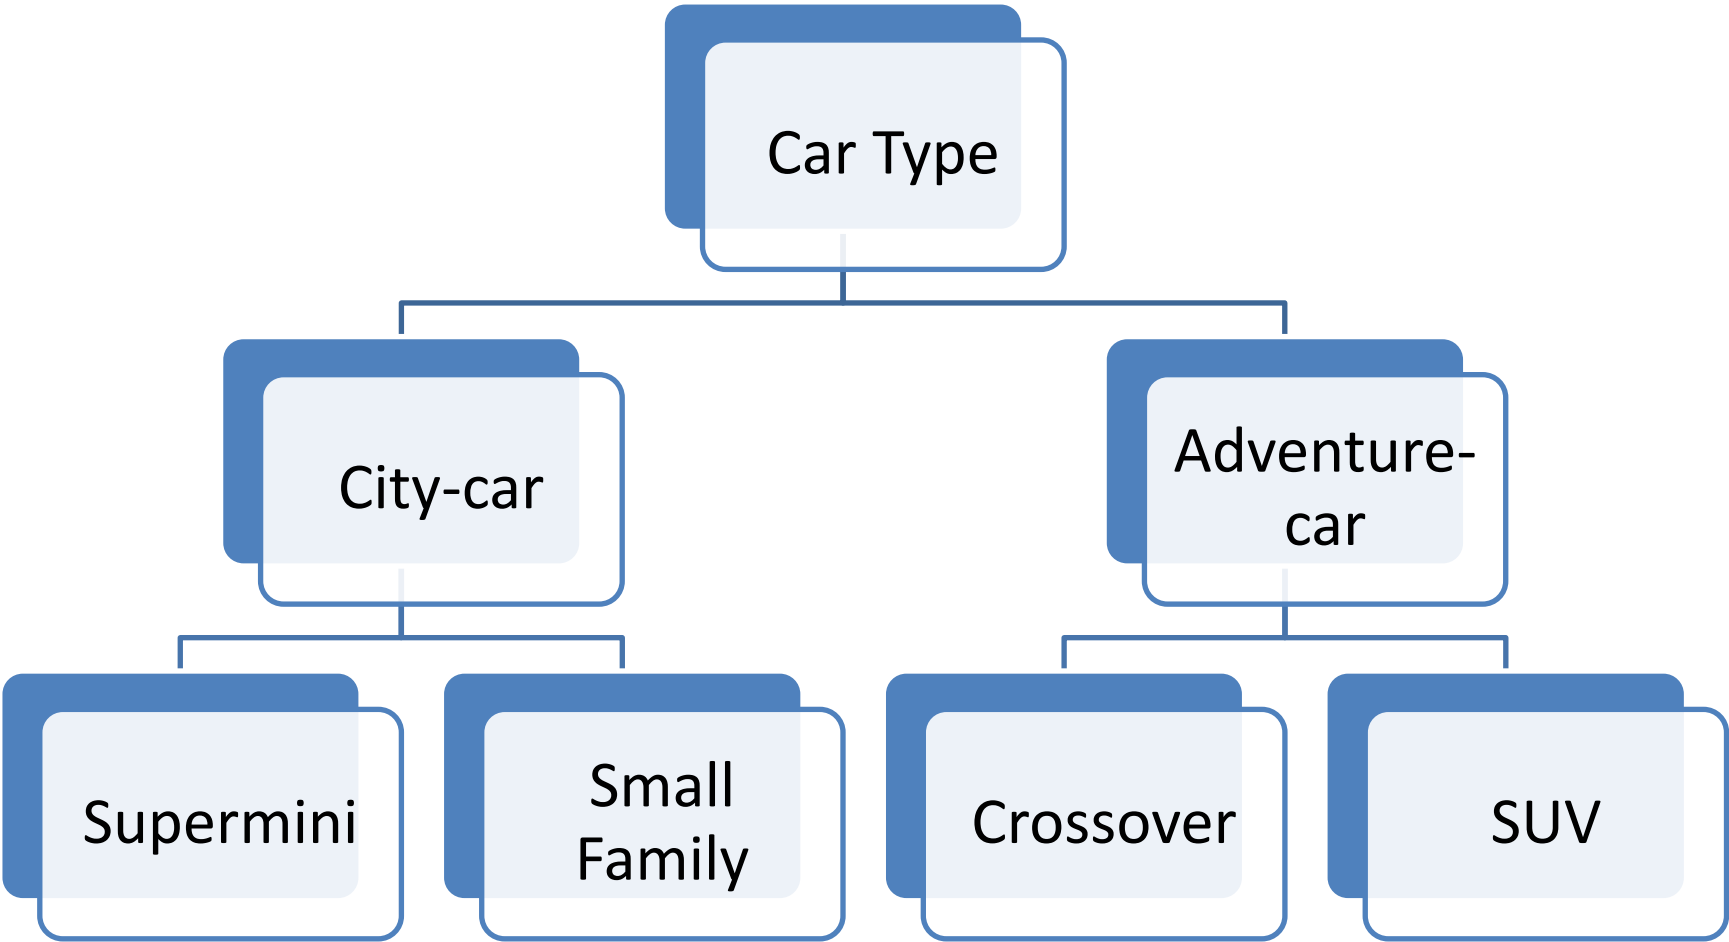 Car Type
City-car
Adventure-
car
Supermini
Small
Family
Crossover
SUV